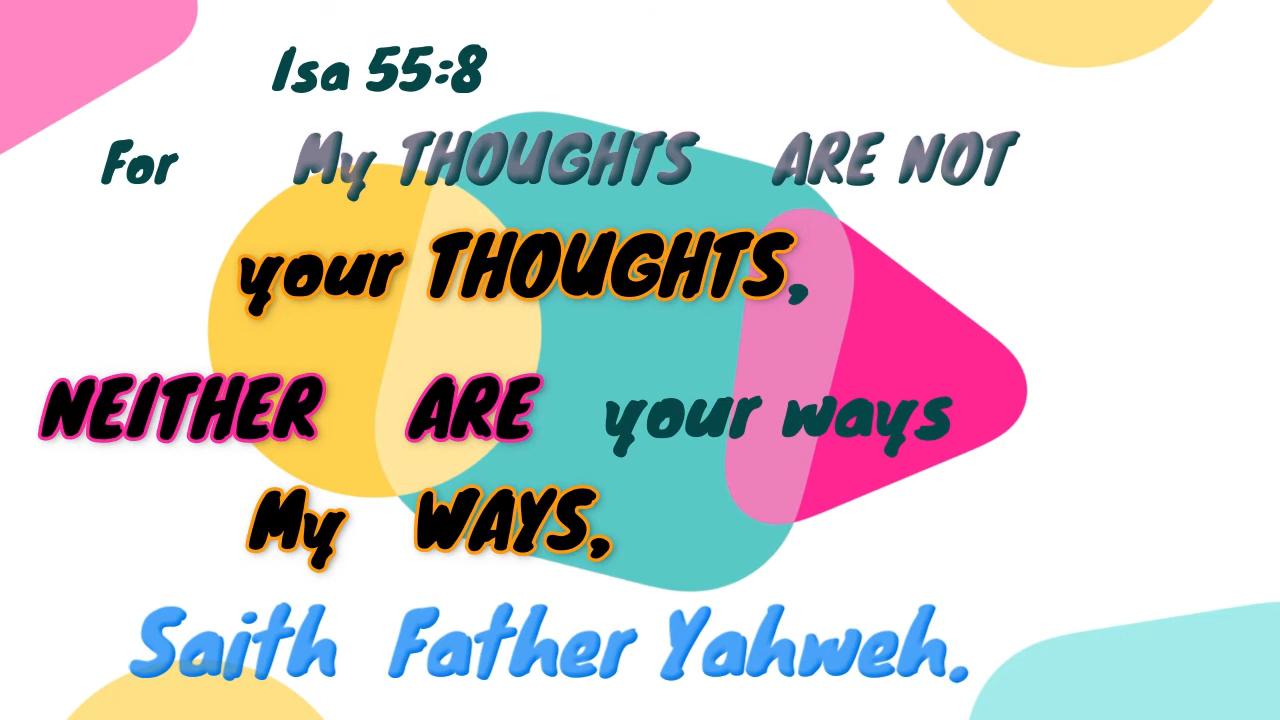 Isa 55:8
For My THOUGHTS ARE NOT
your THOUGHTS,
NEITHER ARE your ways
My WAYS,
Saith Father Yahweh.